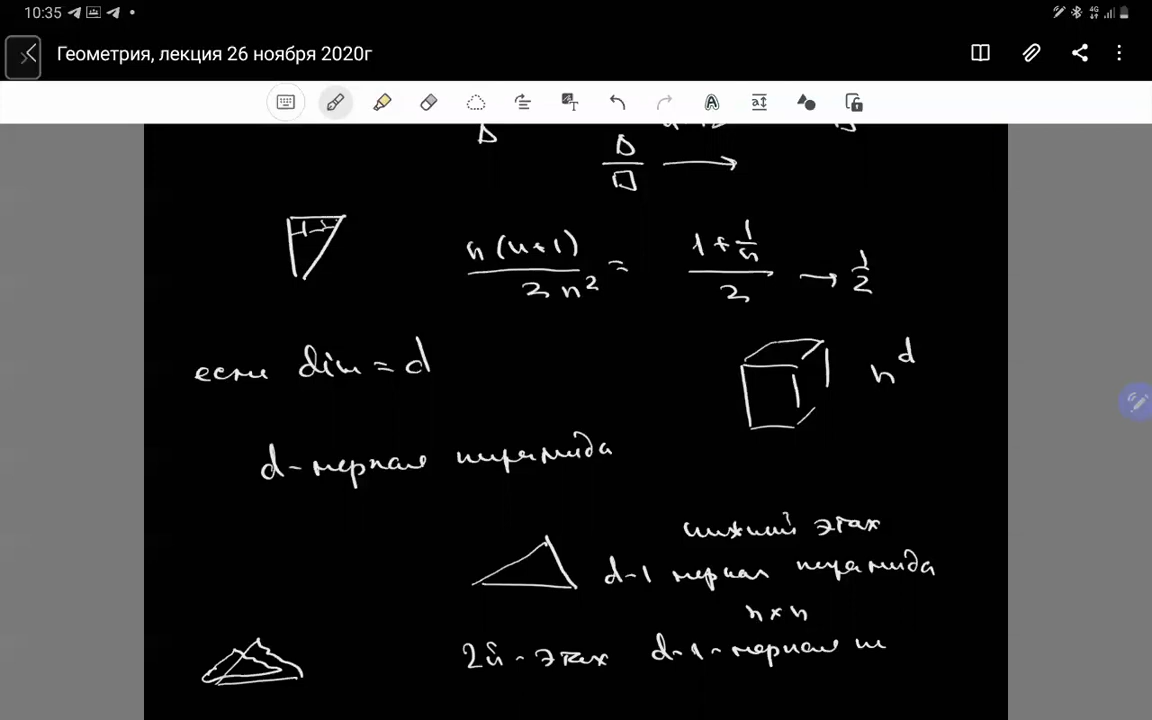 10:35
4G
Геометрия, лекция 26 ноября 2020г
T
A
a
Δ
Δ
□
n(n+1) / 2n² = (1+1/n) / 2 → 1/2
если dim = d
n^d
d-мерная пирамида
нижний этаж
d-1 мерная пирамида
n×n
2й-этаж d-1-мерная п